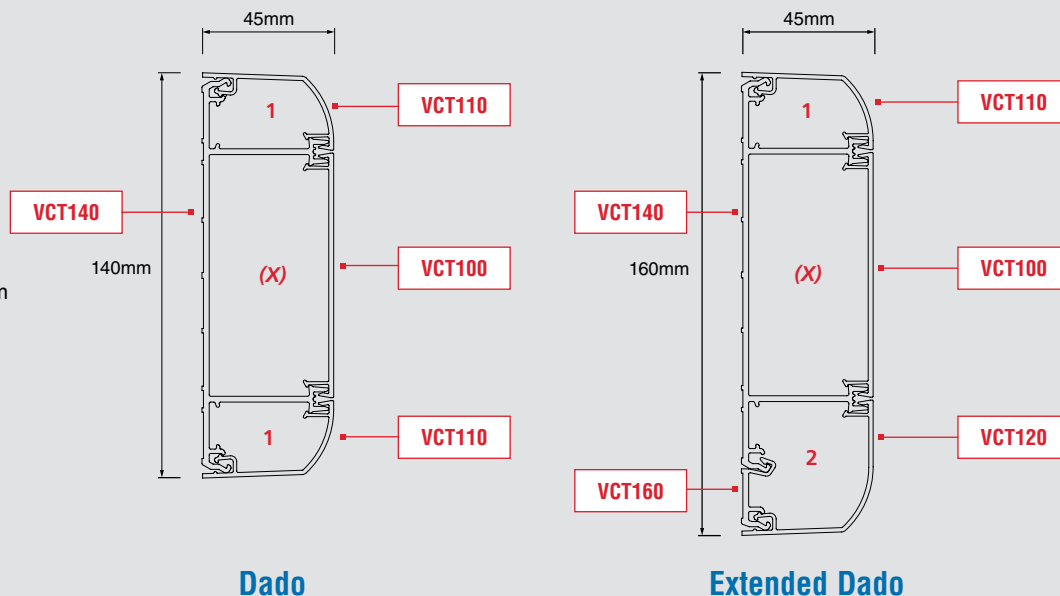 45mm
1
VCT110
VCT140
140mm
(X)
VCT100
1
VCT110
Dado
45mm
1
VCT110
VCT140
160mm
(X)
VCT100
2
VCT120
VCT160
Extended Dado